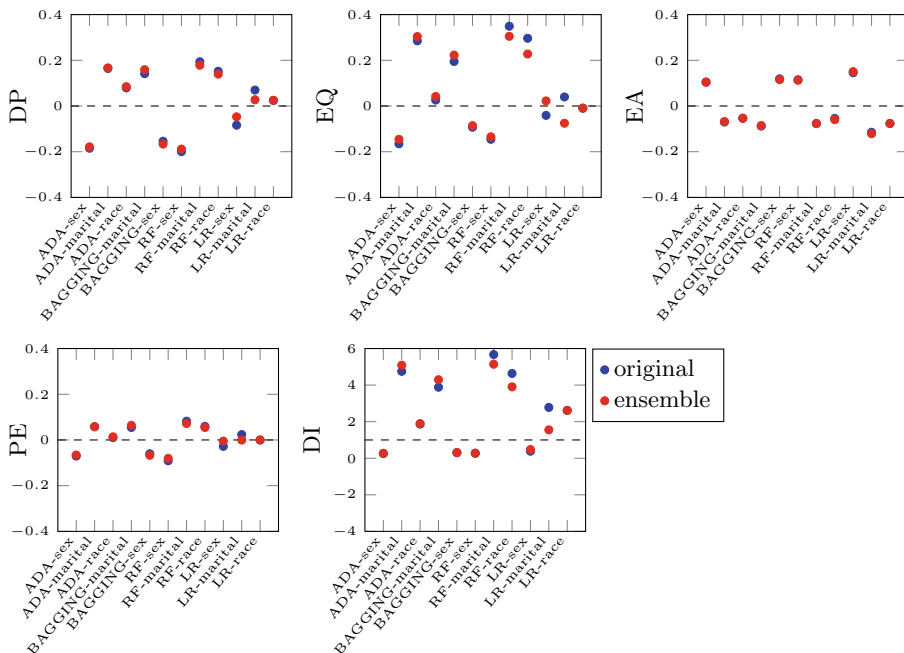 0.4
0.2
0
−0.2
−0.4
DP
ADA-sex
ADA-marital
ADA-race
BAGGING-marital
BAGGING-sex
RF-sex
RF-marital
RF-race
LR-sex
LR-marital
LR-race
0.4
0.2
0
−0.2
−0.4
EQ
ADA-sex
ADA-marital
ADA-race
BAGGING-marital
BAGGING-sex
RF-sex
RF-marital
RF-race
LR-sex
LR-marital
LR-race
0.4
0.2
0
−0.2
−0.4
EA
ADA-sex
ADA-marital
ADA-race
BAGGING-marital
BAGGING-sex
RF-sex
RF-marital
RF-race
LR-sex
LR-marital
LR-race
0.4
0.2
0
−0.2
−0.4
PE
ADA-sex
ADA-marital
ADA-race
BAGGING-marital
BAGGING-sex
RF-sex
RF-marital
RF-race
LR-sex
LR-marital
LR-race
6
4
2
0
−2
−4
DI
ADA-sex
ADA-marital
ADA-race
BAGGING-marital
BAGGING-sex
RF-sex
RF-marital
RF-race
LR-sex
LR-marital
LR-race
original
ensemble